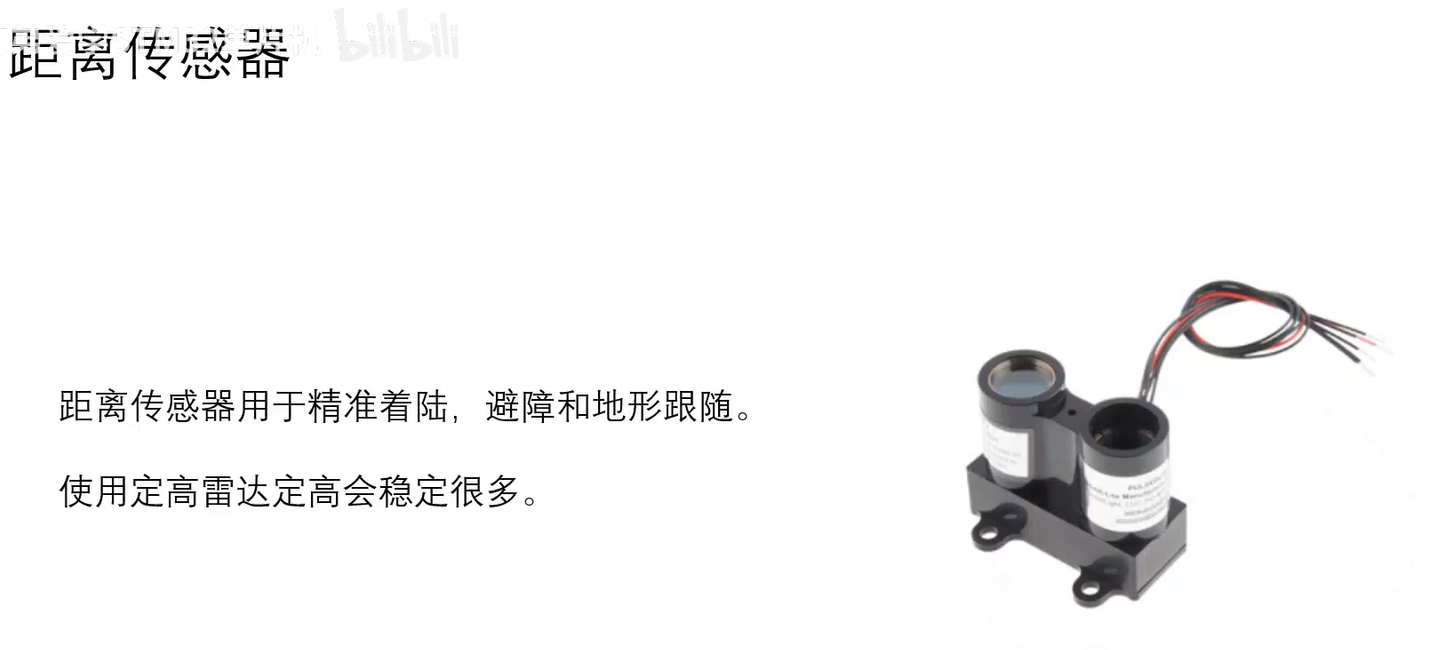 距离传感器
bilibili
距离传感器用于精准着陆，避障和地形跟随。
使用定高雷达定高会稳定很多。